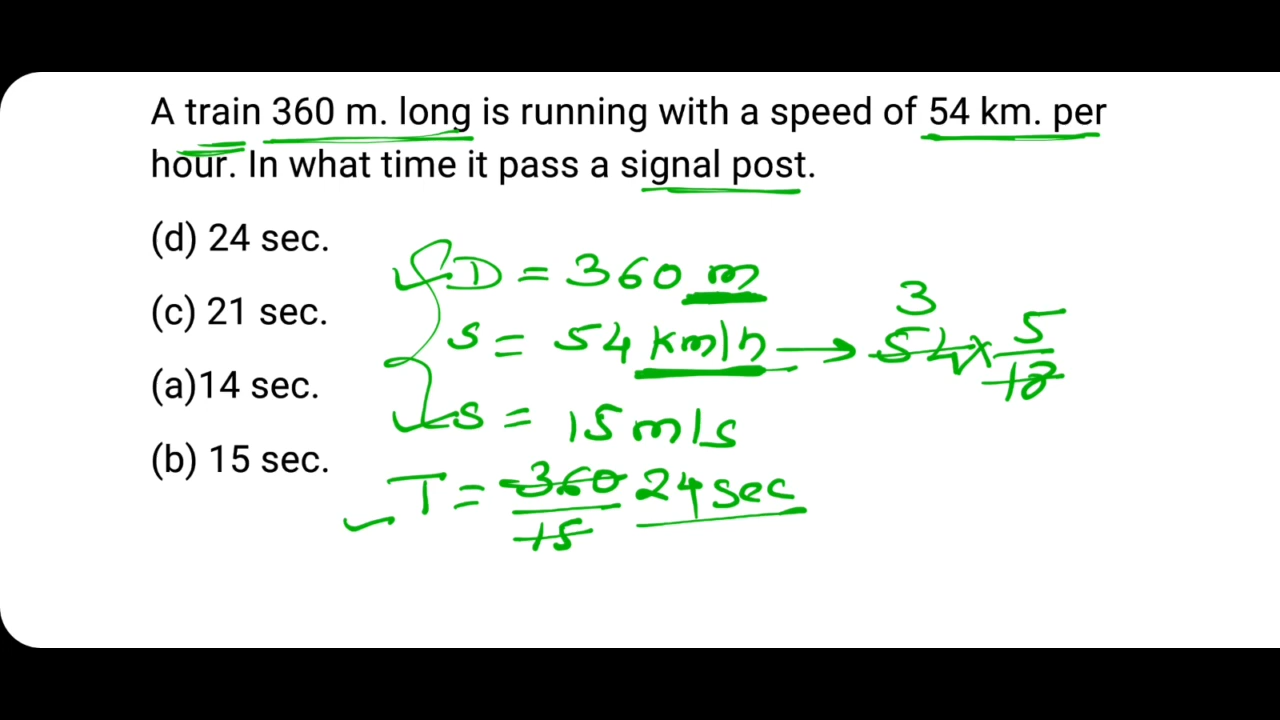 A train 360 m. long is running with a speed of 54 km. per
hour. In what time it pass a signal post.
(d) 24 sec.
(c) 21 sec.
(a)14 sec.
(b) 15 sec.
D = 360 m
S = 54 km/h → 54 × 5/18
3
S = 15 m/s
T = 360/15 24 sec